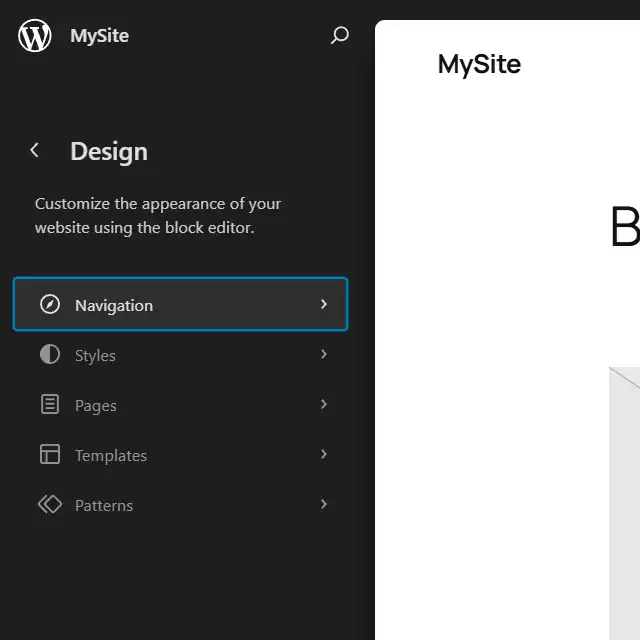 MySite
MySite
Design
Customize the appearance of your
website using the block editor.
B
Navigation
Styles
Pages
Templates
Patterns